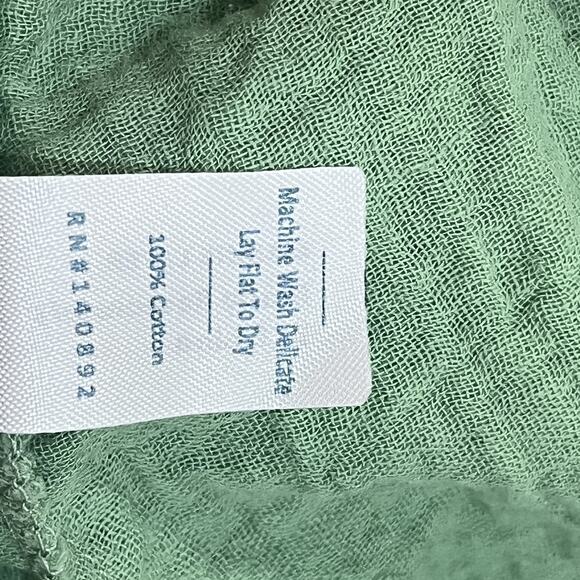 Machine Wash Delicate
Lay Flat To Dry
100% Cotton
RN#140892